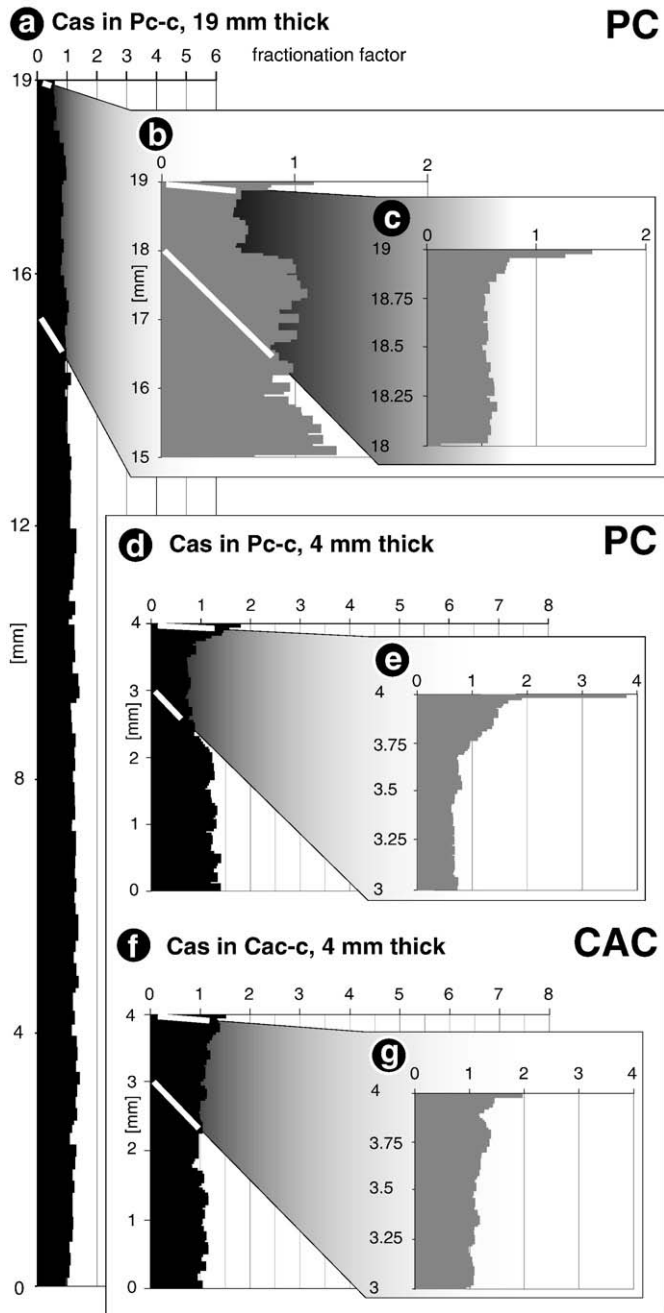 a Cas in Pc-c, 19 mm thick PC
0 1 2 3 4 5 6 fractionation factor
19
16
12
[mm]
8
4
0
b
0 1 2
19
18
[mm]
17
16
15
c
0 1 2
19
18.75
18.5
18.25
18
d Cas in Pc-c, 4 mm thick PC
0 1 2 3 4 5 6 7 8
4
3
[mm]
2
1
0
e
0 1 2 3 4
4
3.75
3.5
3.25
3
f Cas in Cac-c, 4 mm thick CAC
0 1 2 3 4 5 6 7 8
4
3
[mm]
2
1
0
g
0 1 2 3 4
4
3.75
3.5
3.25
3